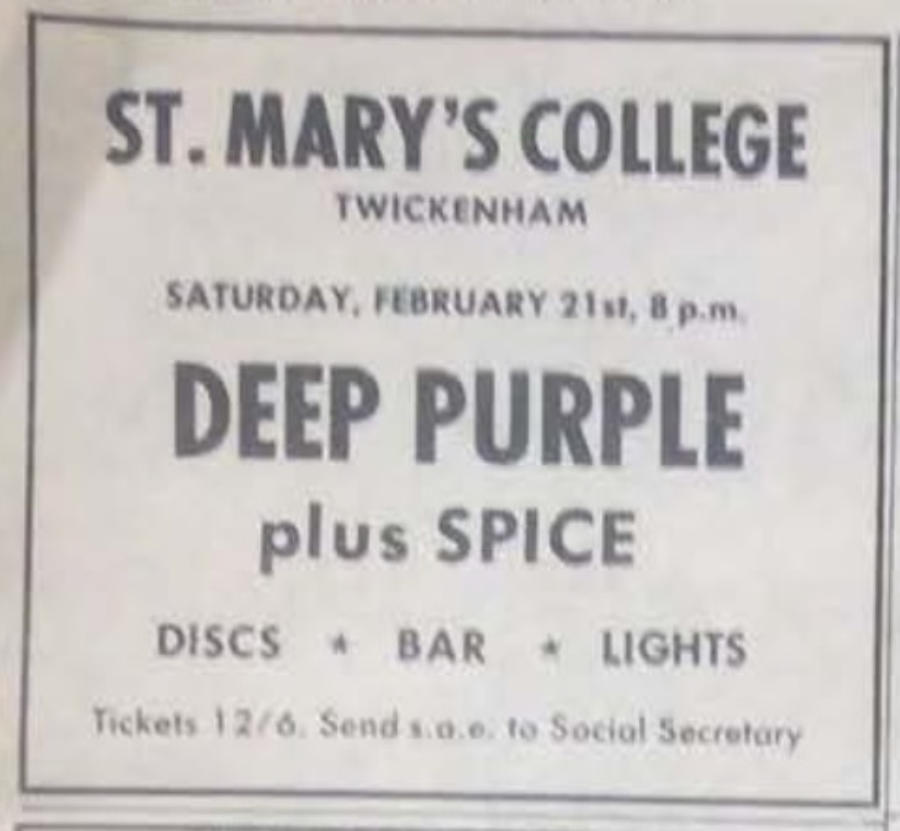 ST. MARY'S COLLEGE
TWICKENHAM
SATURDAY, FEBRUARY 21st, 8 p.m.
DEEP PURPLE
plus SPICE
DISCS * BAR * LIGHTS
Tickets 12/6. Send s.a.e. to Social Secretary